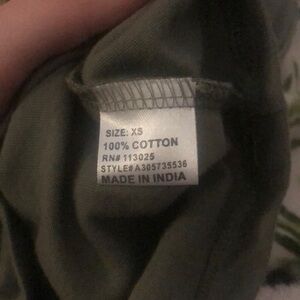 SIZE: XS
100% COTTON
RN# 113025
STYLE# A305735536
MADE IN INDIA